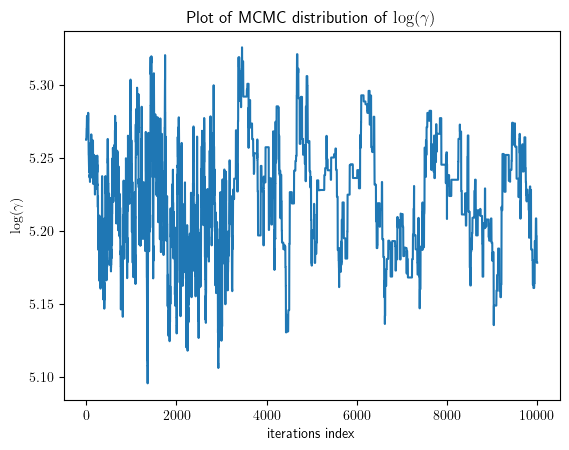 Plot of MCMC distribution of log(γ)
log(γ)
5.30
5.25
5.20
5.15
5.10
0 2000 4000 6000 8000 10000
iterations index